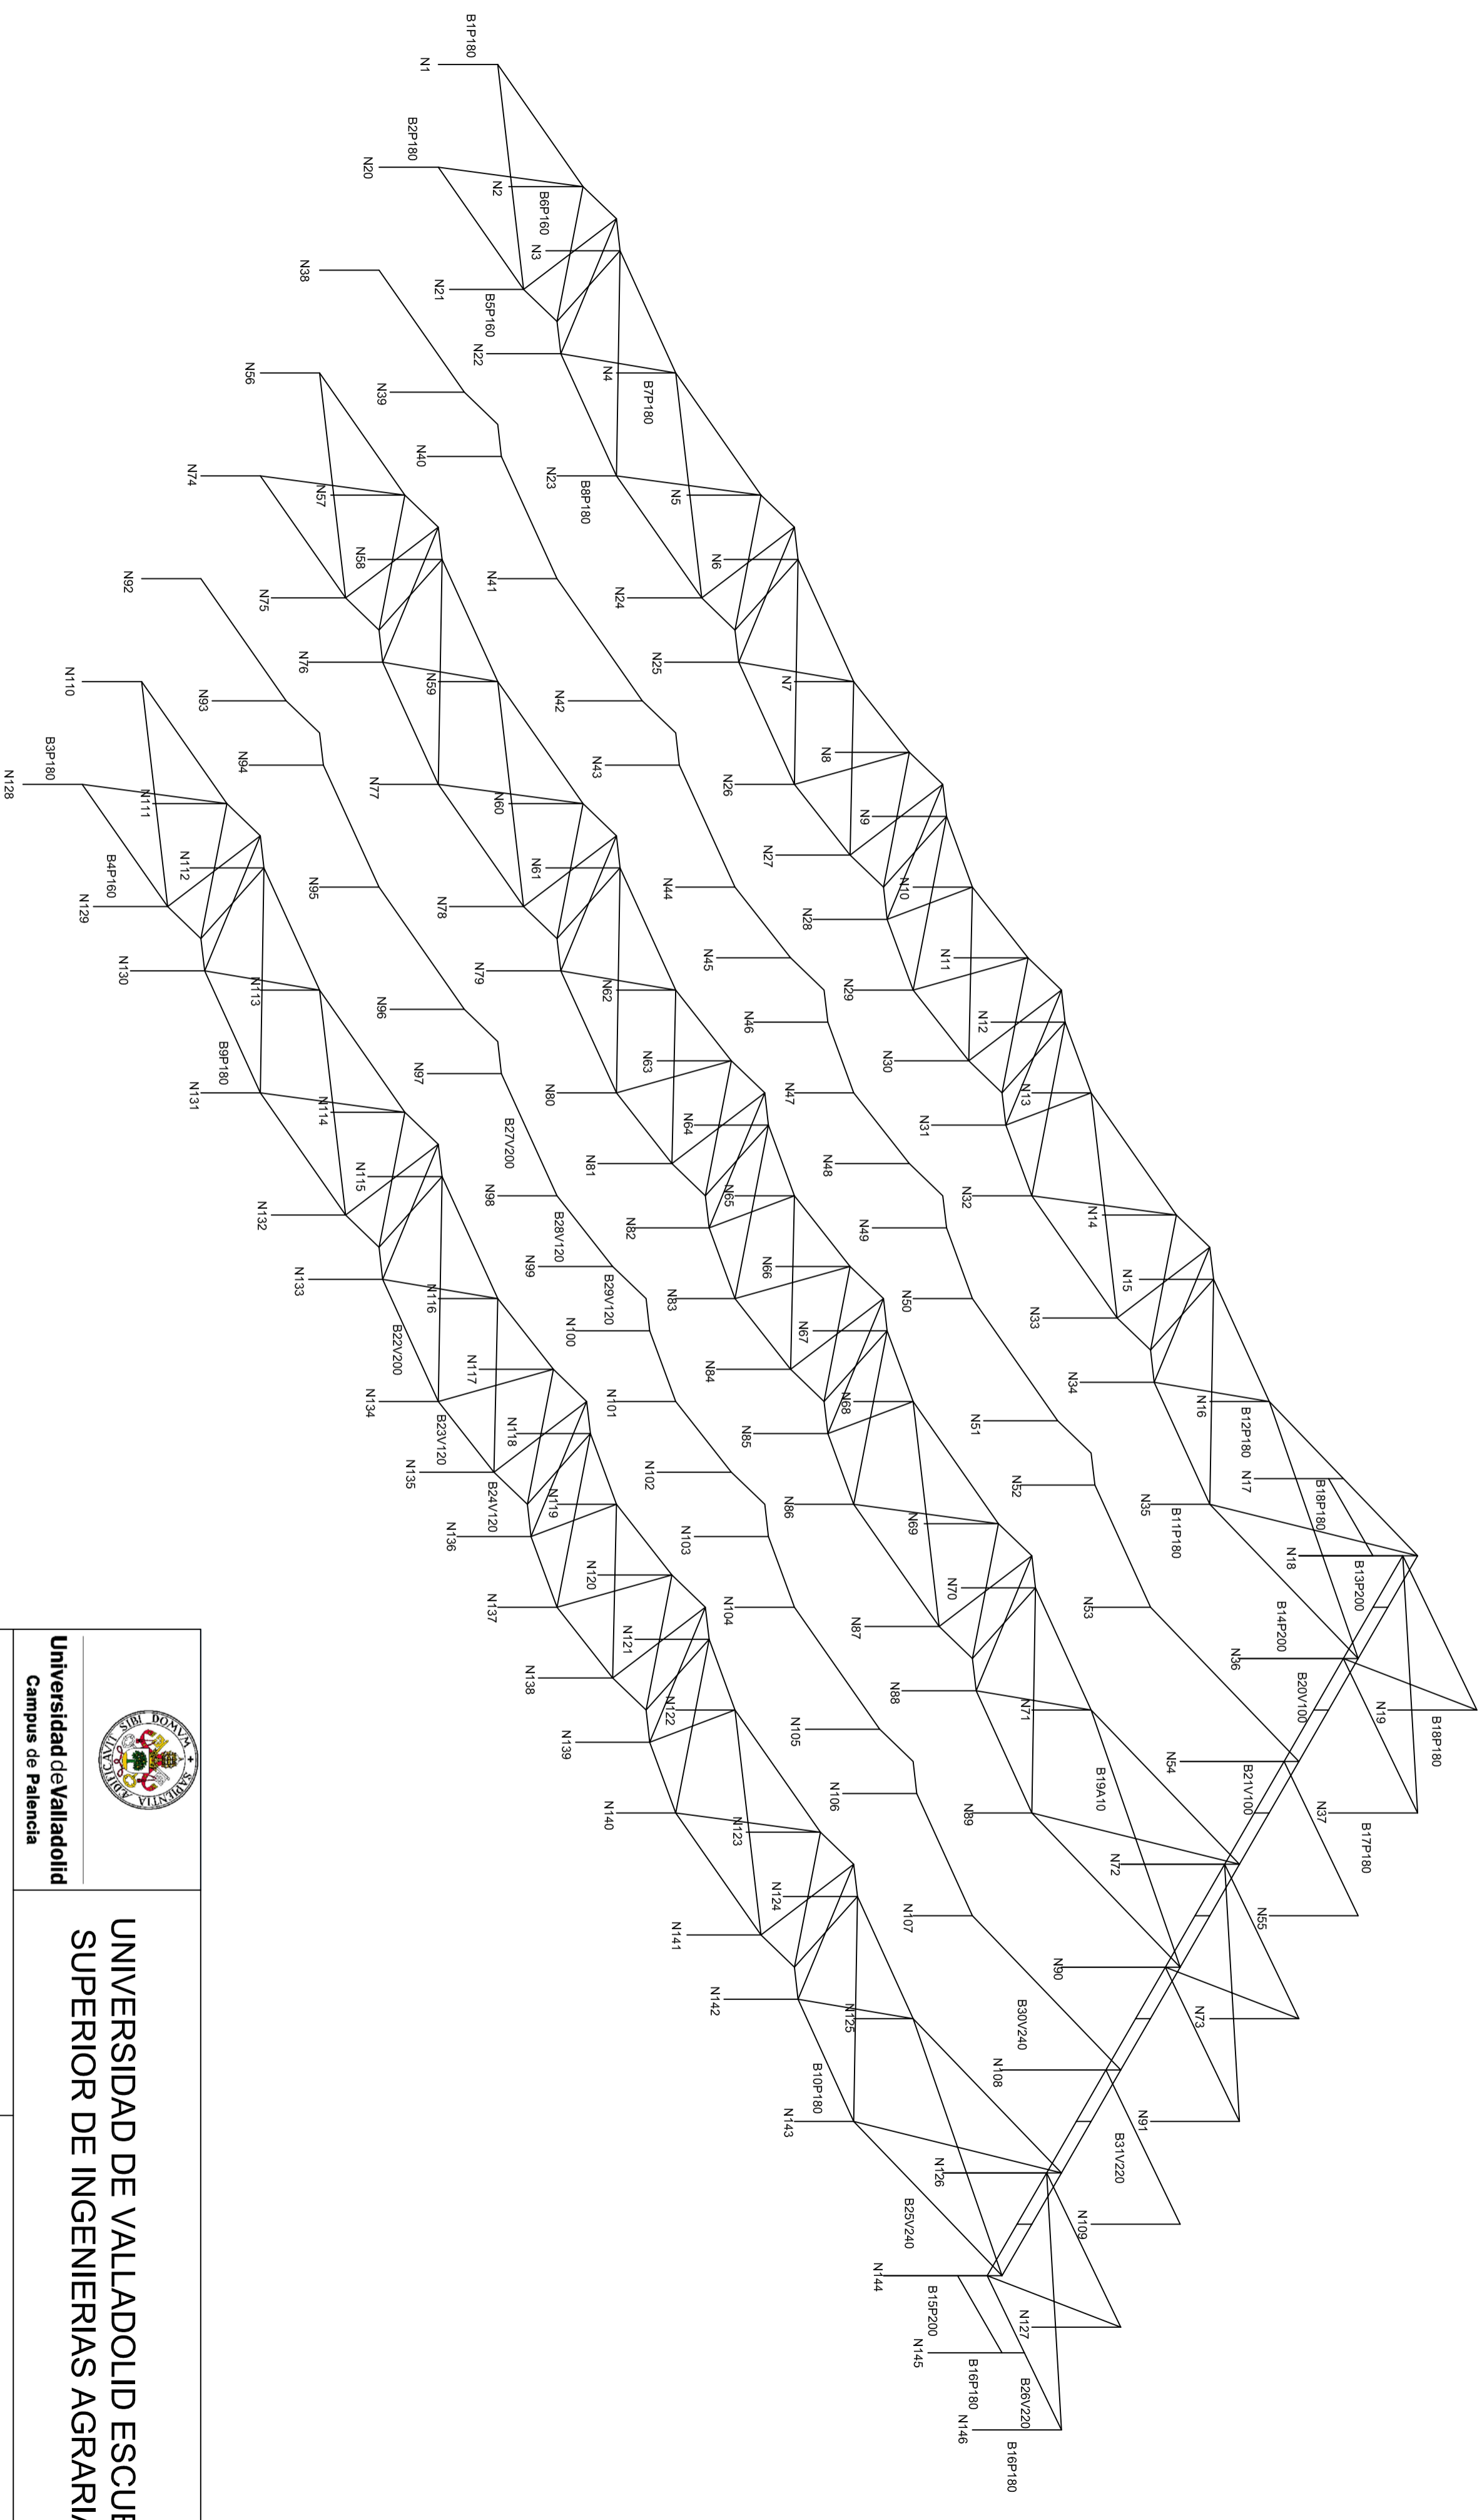 B1P180
N1
B2P180
N20
N2
B6P160
N3
N38
N21
B5P160
N22
N4
B7P180
N56
N39
N40
N23
B8P180
N5
N74
N57
N58
N6
N41
N24
N92
N75
N76
N25
N59
N7
N110
N93
N42
N8
B3P180
N128
N94
N43
N26
N77
N60
N9
N111
B4P160
N112
N129
N95
N61
N78
N44
N27
N10
N28
N130
N113
N96
N79
N62
N45
N29
N11
B9P180
N131
N97
N63
N46
N12
N114
B27V200
N80
N64
N47
N30
N13
N31
N115
N132
N98
N81
N65
N48
N32
N14
B28V120
N99
N82
N66
N49
N15
N133
N116
B29V120
N100
N83
N67
N50
N33
B22V200
N117
N134
N101
N84
N68
N34
N16
B12P180
B23V120
N118
N85
N51
N17
B18P180
N135
B24V120
N119
N102
N52
N35
B11P180
N136
N103
N86
N69
N18
B13P200
N120
N70
N137
N104
N87
N53
B14P200
N36
B20V100
N121
N138
N88
N71
N19
B18P180
N122
N139
N105
N54
B21V100
B19A10
N106
N89
N37
B17P180
N140
N123
N72
N124
N141
N107
N55
N142
N125
N90
N73
B30V240
N108
B10P180
N143
N91
B31V220
N126
B25V240
N109
N144
B15P200
N127
N145
B16P180
B26V220
N146
B16P180
SIBI DOMVM + SAPIENTIA ÆDIFICAVIT
Universidad de Valladolid
Campus de Palencia
UNIVERSIDAD DE VALLADOLID ESCUE
SUPERIOR DE INGENIERIAS AGRARIA